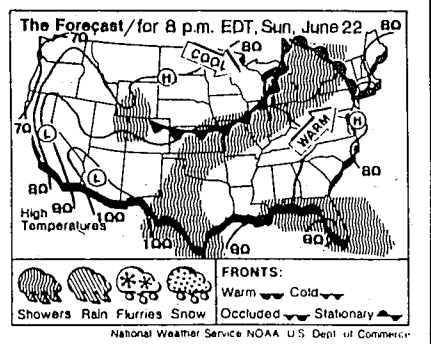 The Forecast/for 8 p.m. EDT, Sun, June 22
70
80
80
COOL
H
70
L
WARM
H
L
80
80
90
100
High
Temperatures
100
90
90
FRONTS:
Warm Cold
Showers Rain Flurries Snow
Occluded Stationary
National Weather Service NOAA U S Dept of Commerce